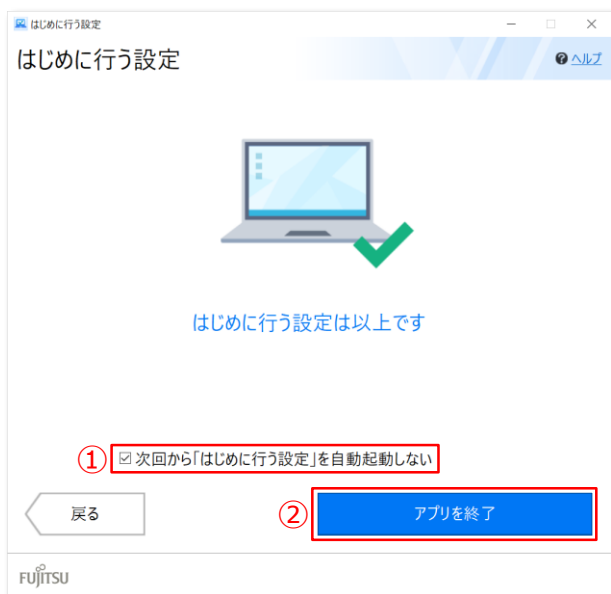 はじめに行う設定
はじめに行う設定
? ヘルプ
はじめに行う設定は以上です
① 次回から「はじめに行う設定」を自動起動しない
戻る
② アプリを終了
FUJITSU